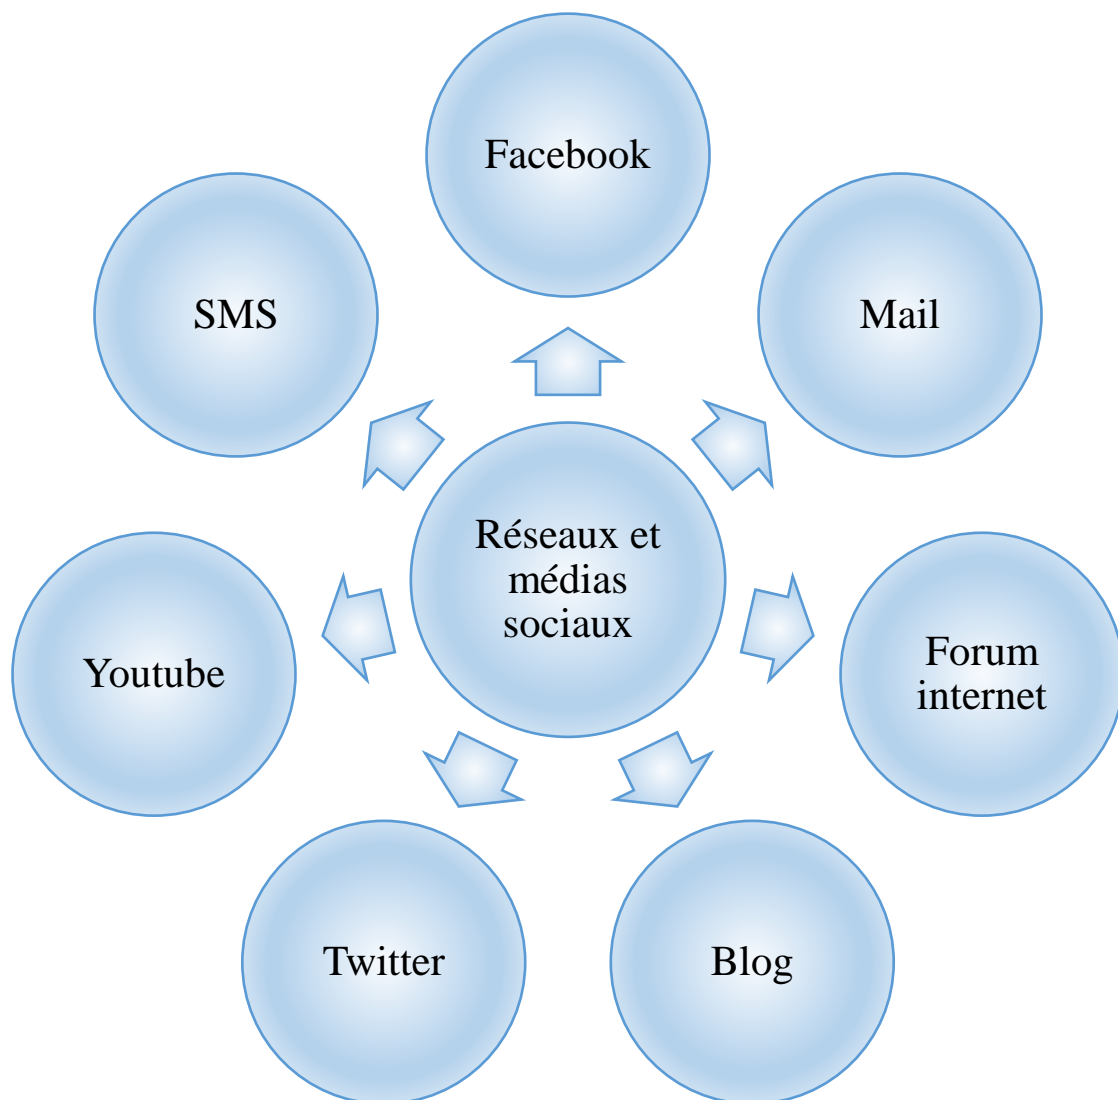 Facebook
SMS
Mail
Réseaux et
médias
sociaux
Youtube
Forum
internet
Twitter
Blog